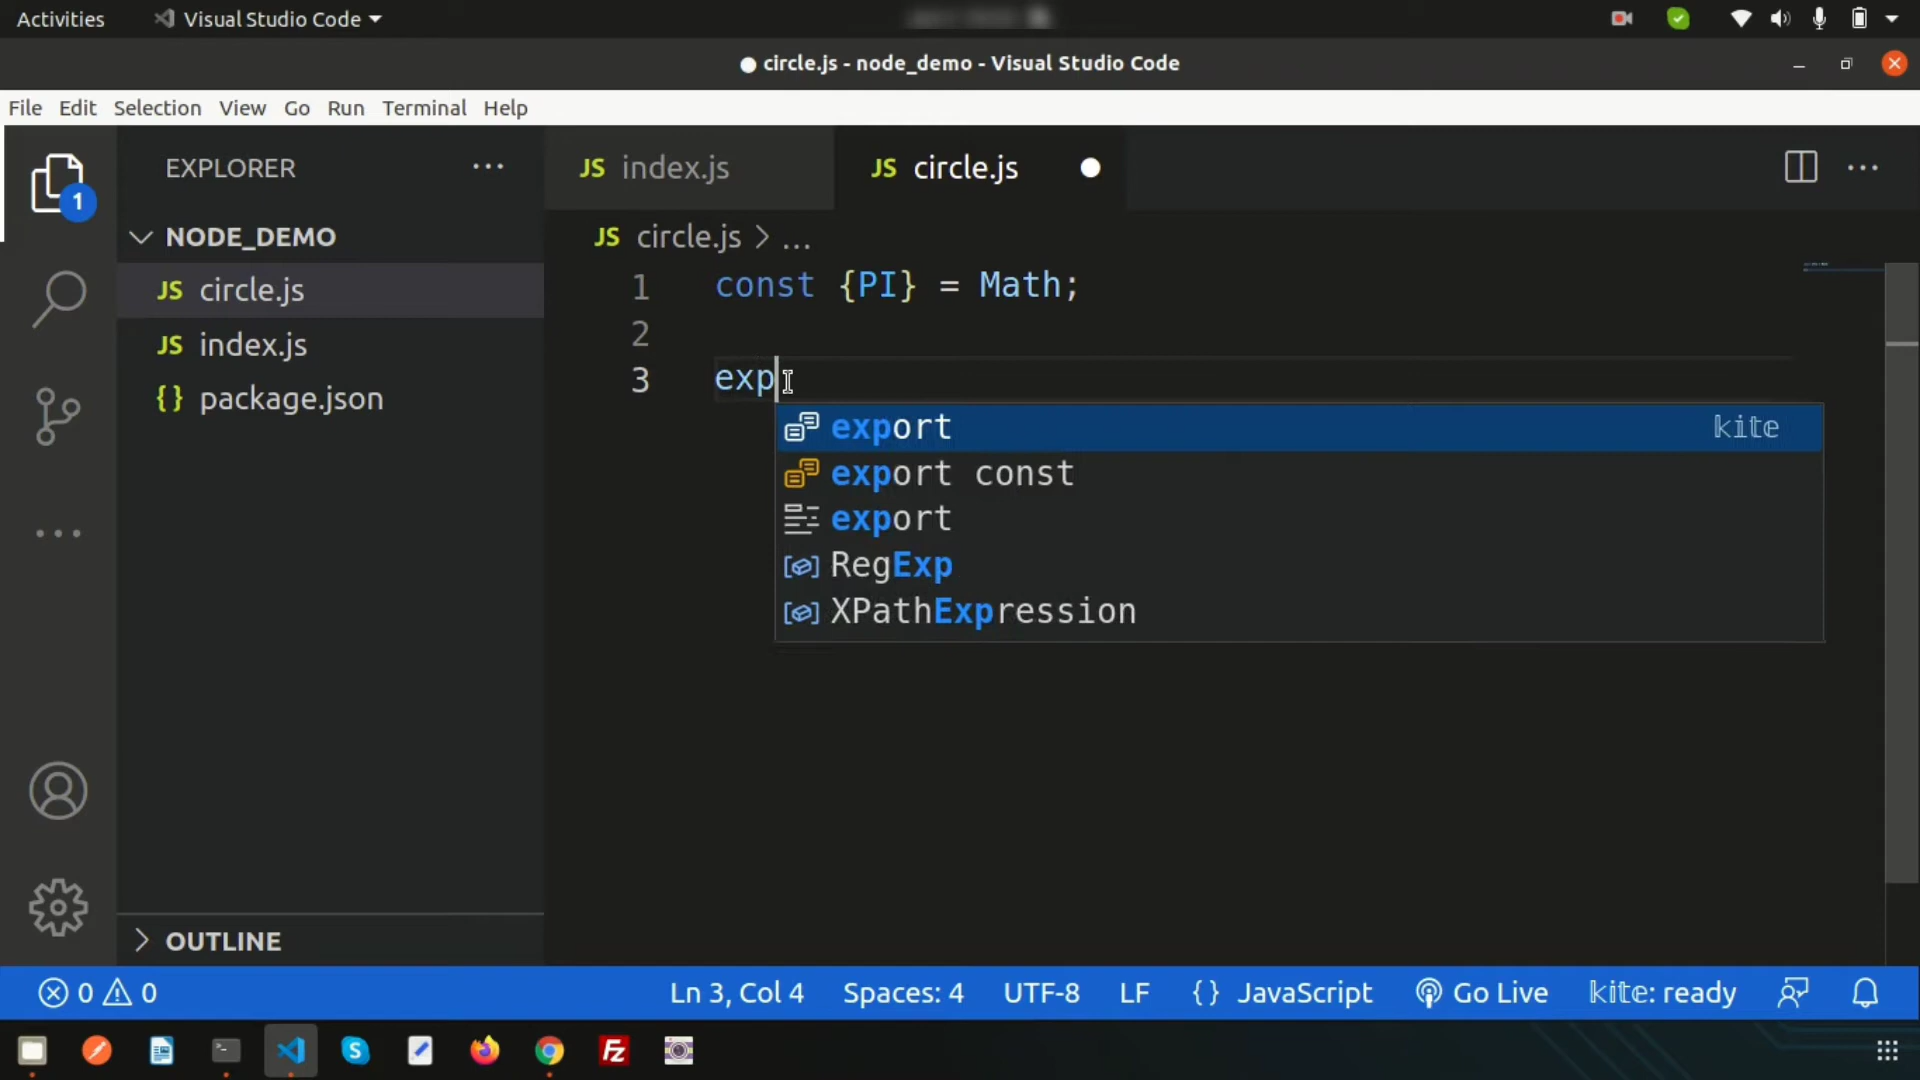 Activities
Visual Studio Code
● circle.js - node_demo - Visual Studio Code
File Edit Selection View Go Run Terminal Help
EXPLORER
JS index.js
JS circle.js
1
NODE_DEMO
JS circle.js > ...
JS circle.js
JS index.js
{} package.json
1 const {PI} = Math;
2
3 exp
export kite
export const
export
RegExp
XPathExpression
OUTLINE
0 0 Ln 3, Col 4 Spaces: 4 UTF-8 LF {} JavaScript Go Live kite: ready
S
Fz